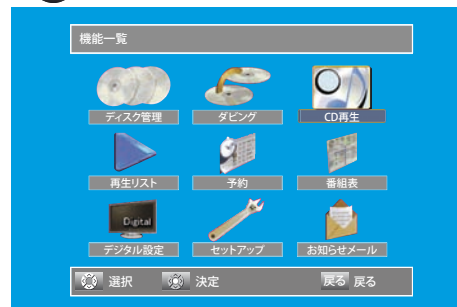 機能一覧
ディスク管理 ダビング CD再生
再生リスト 予約 番組表
Digital
デジタル設定 セットアップ お知らせメール
選択 決定 戻る 戻る